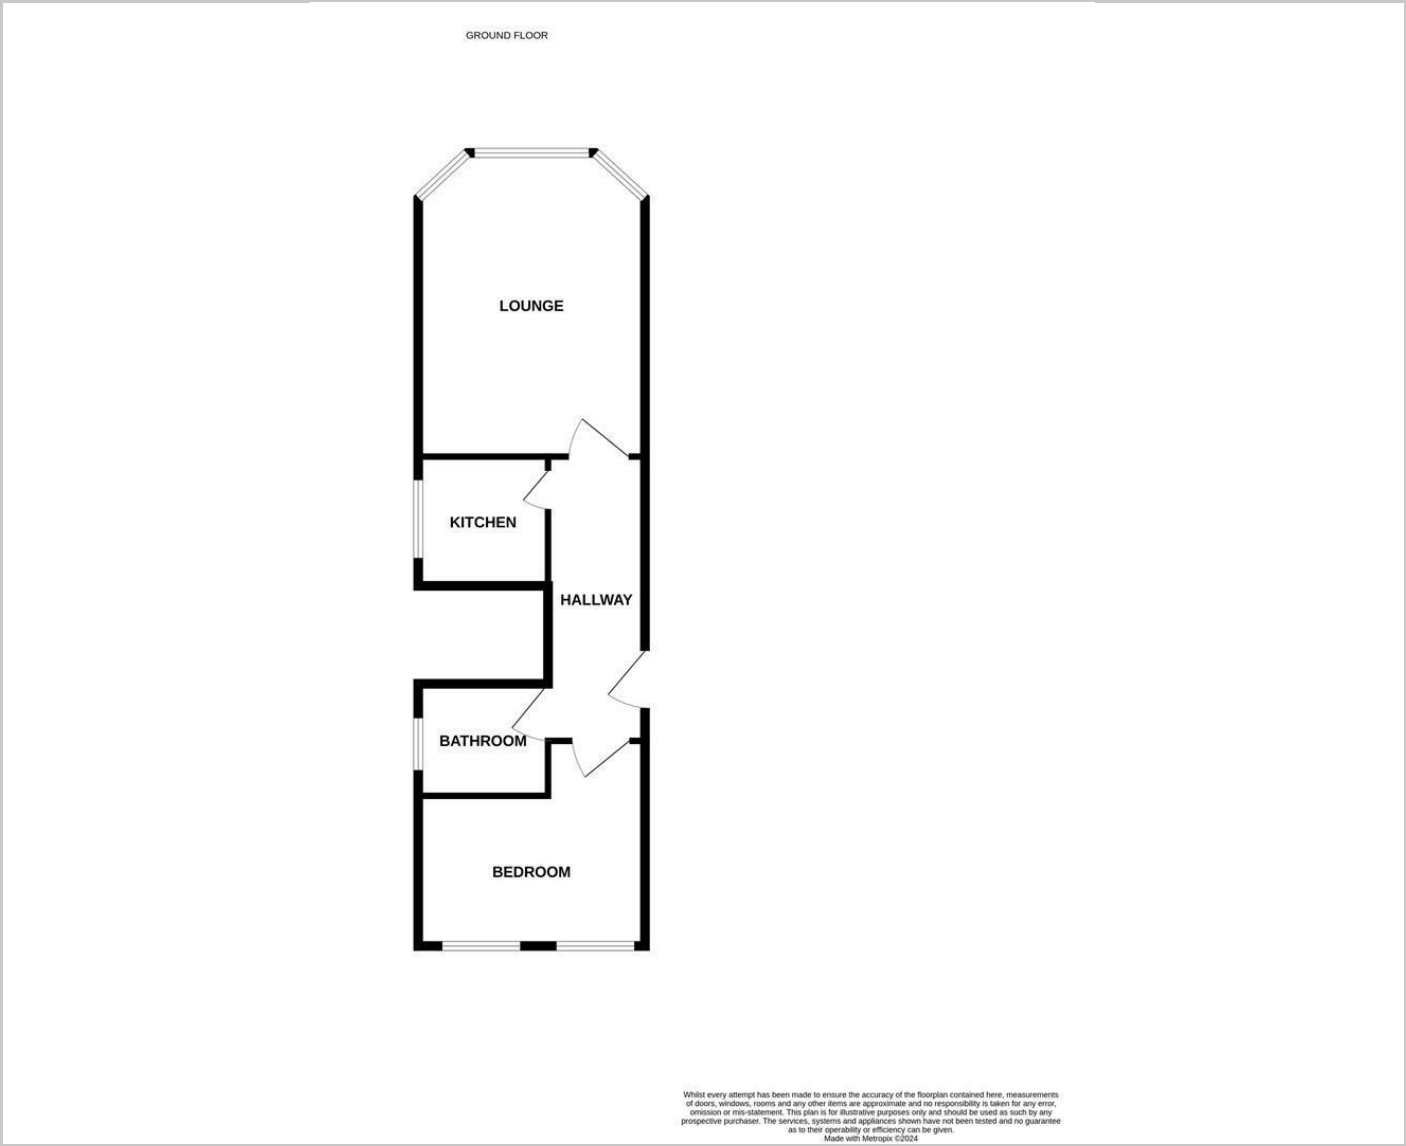 GROUND FLOOR
LOUNGE
KITCHEN
HALLWAY
BATHROOM
BEDROOM
Whilst every attempt has been made to ensure the accuracy of the floorplan contained here, measurements
of doors, windows, rooms and any other items are approximate and no responsibility is taken for any error,
omission or mis-statement. This plan is for illustrative purposes only and should be used as such by any
prospective purchaser. The services, systems and appliances shown have not been tested and no guarantee
as to their operability or efficiency can be given.
Made with Metropix ©2024